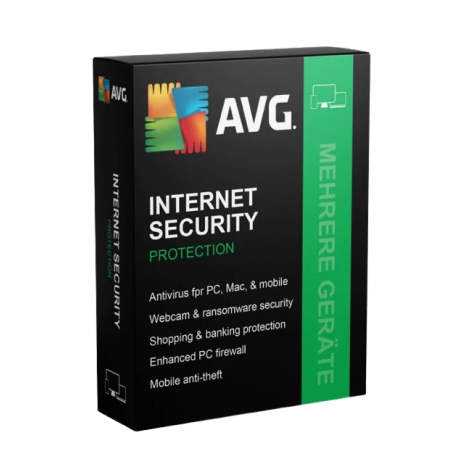 AVG.
INTERNET SECURITY
PROTECTION
AVG.
INTERNET
SECURITY
PROTECTION
Antivirus fpr PC, Mac, & mobile
Webcam & ransomware security
Shopping & banking protection
Enhanced PC firewall
Mobile anti-theft
MEHRERE GERÄTE